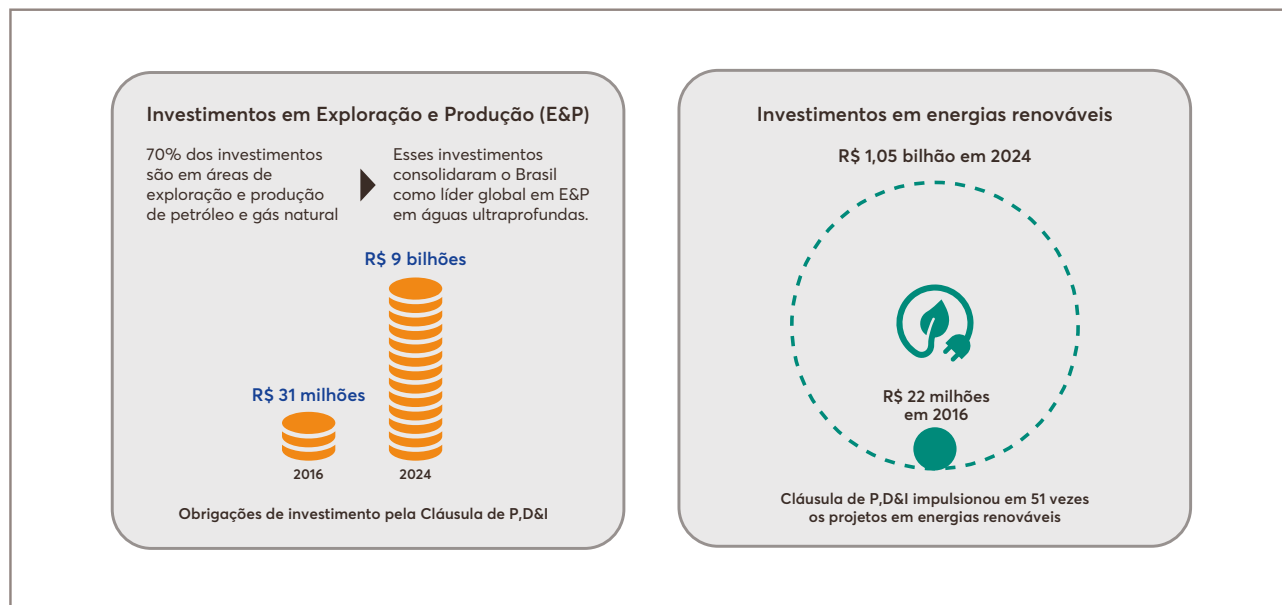 Investimentos em Exploração e Produção (E&P)
70% dos investimentos
são em áreas de
exploração e produção
de petróleo e gás natural
Esses investimentos
consolidaram o Brasil
como líder global em E&P
em águas ultraprofundas.
R$ 9 bilhões
R$ 31 milhões
2016
2024
Obrigações de investimento pela Cláusula de P,D&I
Investimentos em energias renováveis
R$ 1,05 bilhão em 2024
R$ 22 milhões
em 2016
Cláusula de P,D&I impulsionou em 51 vezes
os projetos em energias renováveis